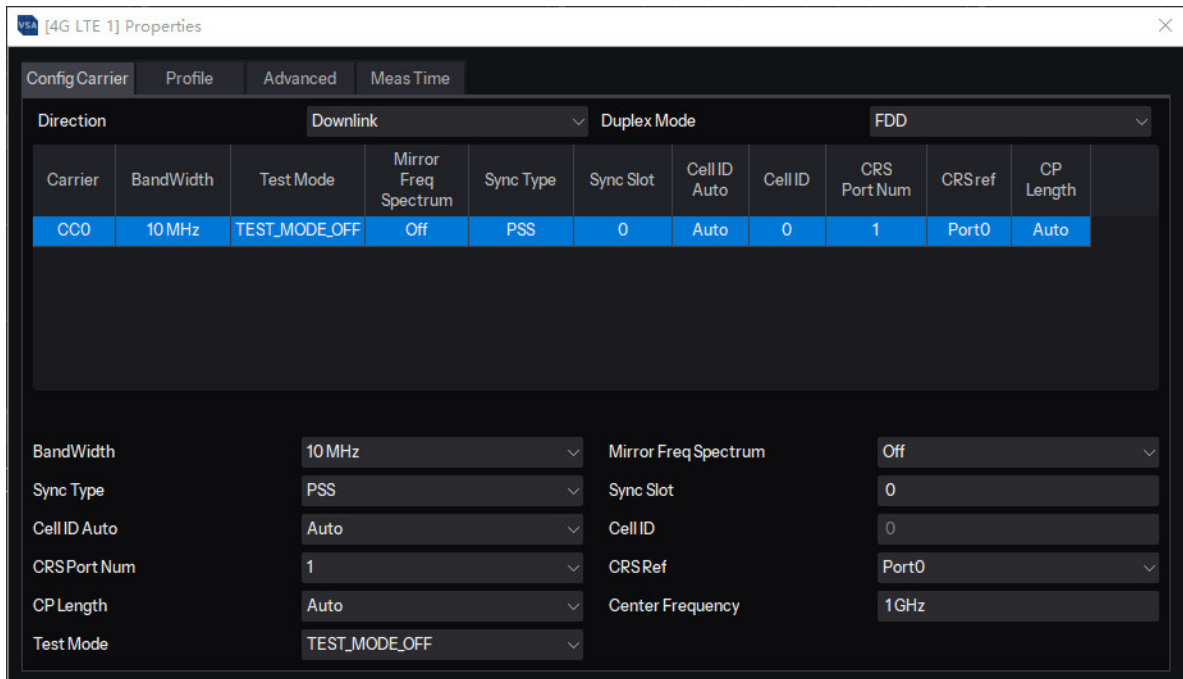 VSA [4G LTE 1] Properties
Config Carrier Profile Advanced Meas Time
Direction Downlink Duplex Mode FDD
Carrier BandWidth Test Mode Mirror Freq Spectrum Sync Type Sync Slot Cell ID Auto Cell ID CRS Port Num CRS ref CP Length
CC0 10 MHz TEST_MODE_OFF Off PSS 0 Auto 0 1 Port0 Auto
BandWidth 10 MHz Mirror Freq Spectrum Off
Sync Type PSS Sync Slot 0
Cell ID Auto Auto Cell ID 0
CRS Port Num 1 CRS Ref Port0
CP Length Auto Center Frequency 1 GHz
Test Mode TEST_MODE_OFF